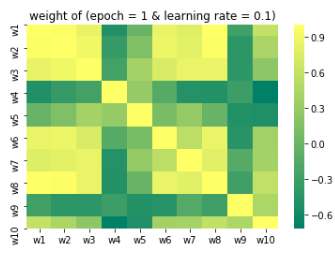 weight of (epoch = 1 & learning rate = 0.1)
w1
w2
w3
w4
w5
w6
w7
w8
w9
w10
w1 w2 w3 w4 w5 w6 w7 w8 w9 w10
0.9
0.6
0.3
0.0
−0.3
−0.6